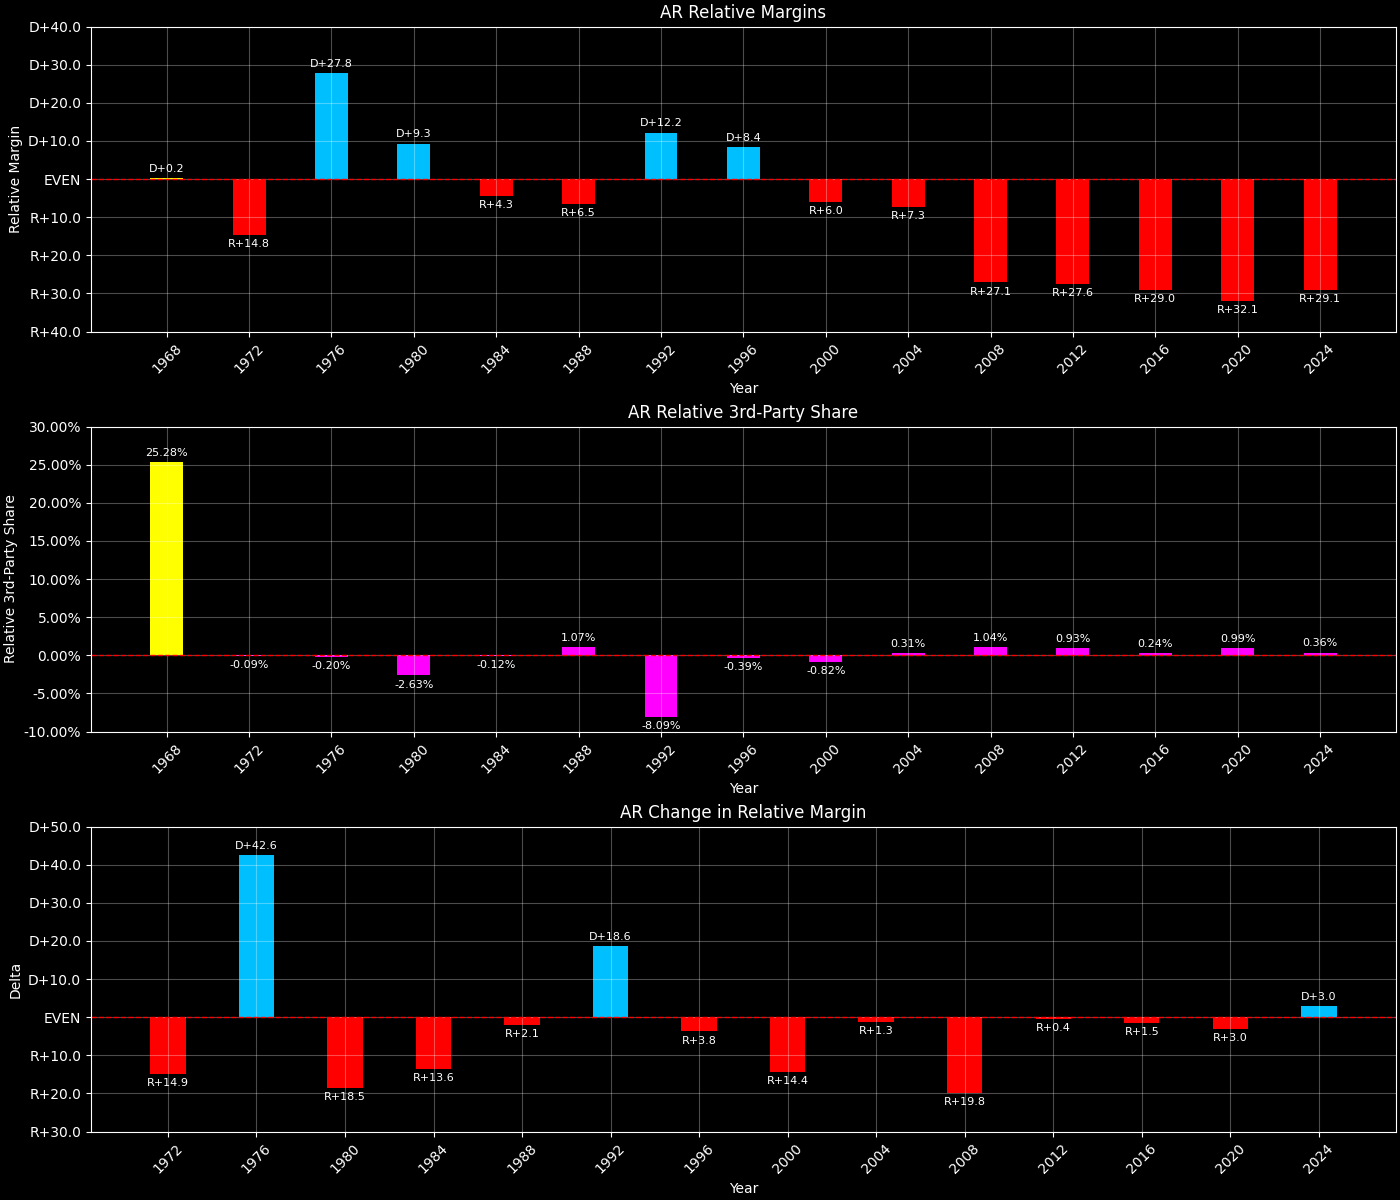 AR Relative Margins
D+40.0
D+30.0
D+20.0
D+10.0
EVEN
R+10.0
R+20.0
R+30.0
R+40.0
Relative Margin
D+0.2
R+14.8
D+27.8
D+9.3
R+4.3
R+6.5
D+12.2
D+8.4
R+6.0
R+7.3
R+27.1
R+27.6
R+29.0
R+32.1
R+29.1
1968
1972
1976
1980
1984
1988
1992
1996
2000
2004
2008
2012
2016
2020
2024
Year
AR Relative 3rd-Party Share
30.00%
25.00%
20.00%
15.00%
10.00%
5.00%
0.00%
-5.00%
-10.00%
Relative 3rd-Party Share
25.28%
-0.09%
-0.20%
-2.63%
-0.12%
1.07%
-8.09%
-0.39%
-0.82%
0.31%
1.04%
0.93%
0.24%
0.99%
0.36%
1968
1972
1976
1980
1984
1988
1992
1996
2000
2004
2008
2012
2016
2020
2024
Year
AR Change in Relative Margin
D+50.0
D+40.0
D+30.0
D+20.0
D+10.0
EVEN
R+10.0
R+20.0
R+30.0
Delta
R+14.9
D+42.6
R+18.5
R+13.6
R+2.1
D+18.6
R+3.8
R+14.4
R+1.3
R+19.8
R+0.4
R+1.5
R+3.0
D+3.0
1972
1976
1980
1984
1988
1992
1996
2000
2004
2008
2012
2016
2020
2024
Year